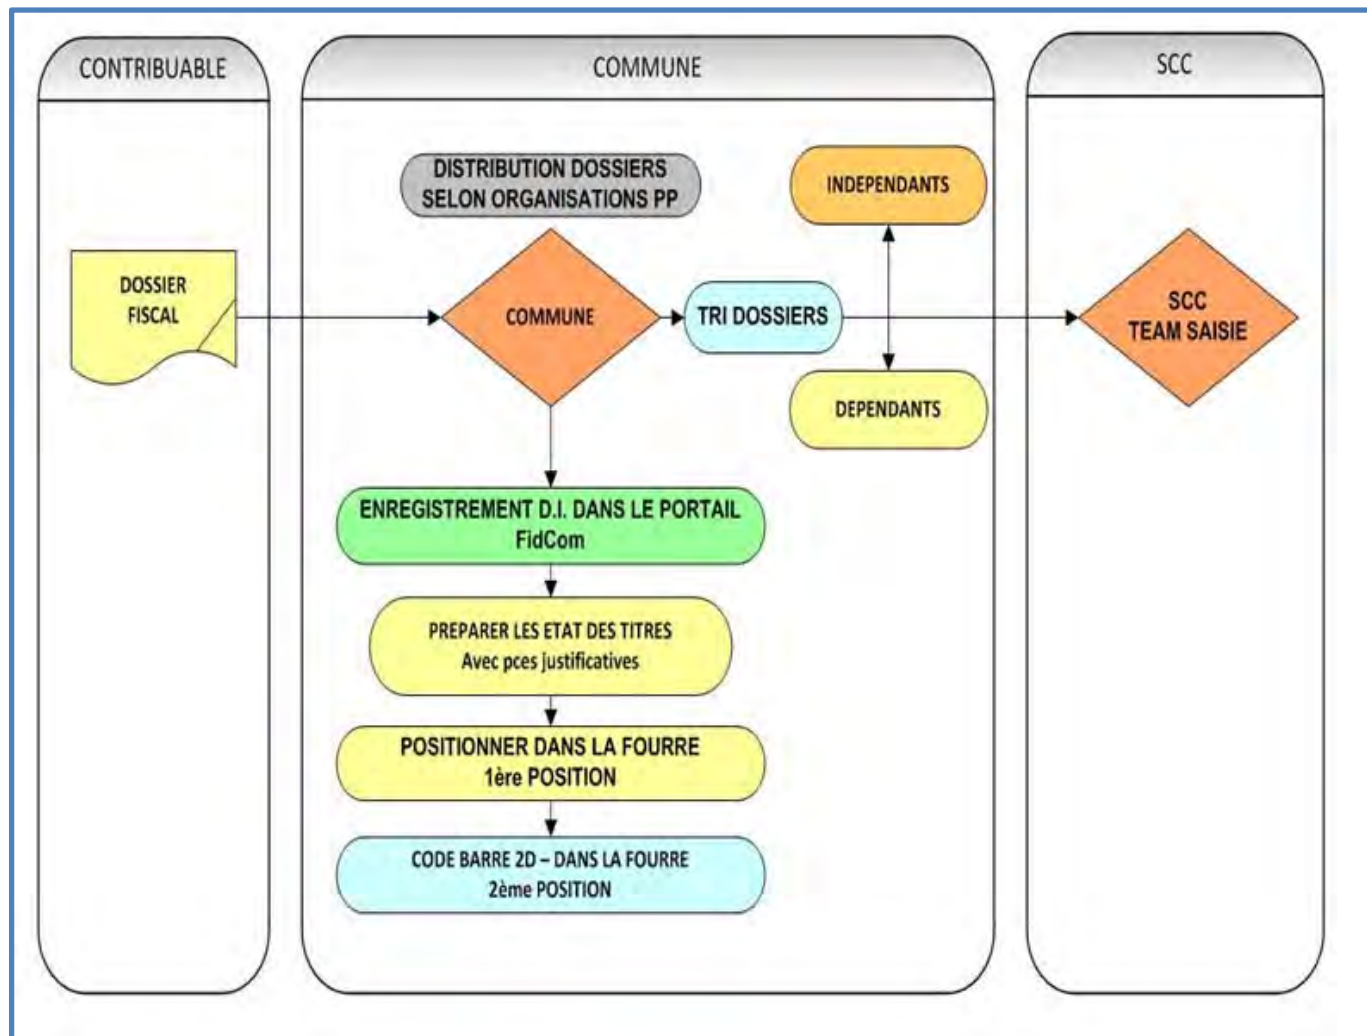 CONTRIBUABLE
COMMUNE
SCC
DISTRIBUTION DOSSIERS
SELON ORGANISATIONS PP
INDEPENDANTS
DOSSIER
FISCAL
COMMUNE
TRI DOSSIERS
SCC
TEAM SAISIE
DEPENDANTS
ENREGISTREMENT D.I. DANS LE PORTAIL
FidCom
PREPARER LES ETAT DES TITRES
Avec pces justificatives
POSITIONNER DANS LA FOURRE
1ère POSITION
CODE BARRE 2D – DANS LA FOURRE
2ème POSITION